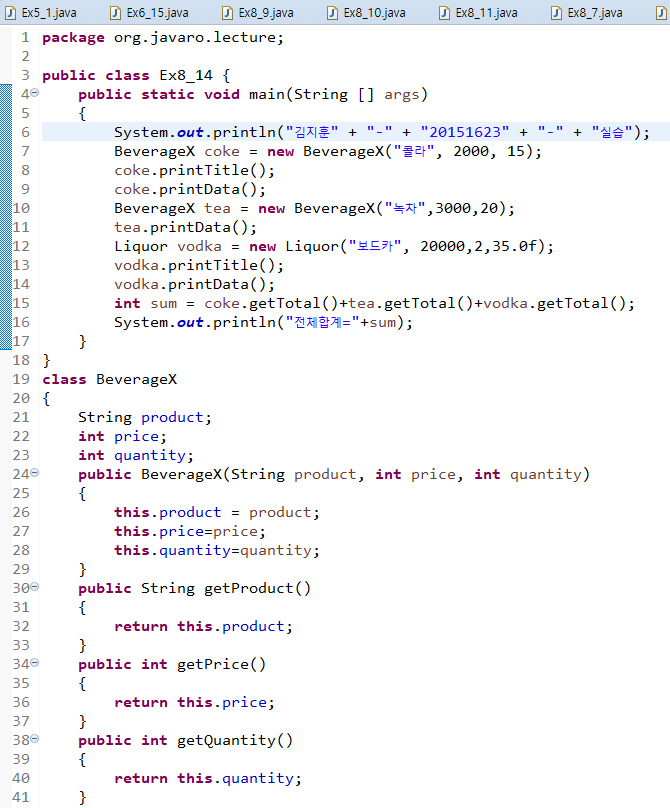 Ex5_1.java Ex6_15.java Ex8_9.java Ex8_10.java Ex8_11.java Ex8_7.java
1 package org.javaro.lecture;
2
3 public class Ex8_14 {
4 public static void main(String [] args)
5 {
6 System.out.println("김지훈" + "-" + "20151623" + "-" + "실습");
7 BeverageX coke = new BeverageX("콜라", 2000, 15);
8 coke.printTitle();
9 coke.printData();
10 BeverageX tea = new BeverageX("녹차",3000,20);
11 tea.printData();
12 Liquor vodka = new Liquor("보드카", 20000,2,35.0f);
13 vodka.printTitle();
14 vodka.printData();
15 int sum = coke.getTotal()+tea.getTotal()+vodka.getTotal();
16 System.out.println("전체합계="+sum);
17 }
18 }
19 class BeverageX
20 {
21 String product;
22 int price;
23 int quantity;
24 public BeverageX(String product, int price, int quantity)
25 {
26 this.product = product;
27 this.price=price;
28 this.quantity=quantity;
29 }
30 public String getProduct()
31 {
32 return this.product;
33 }
34 public int getPrice()
35 {
36 return this.price;
37 }
38 public int getQuantity()
39 {
40 return this.quantity;
41 }